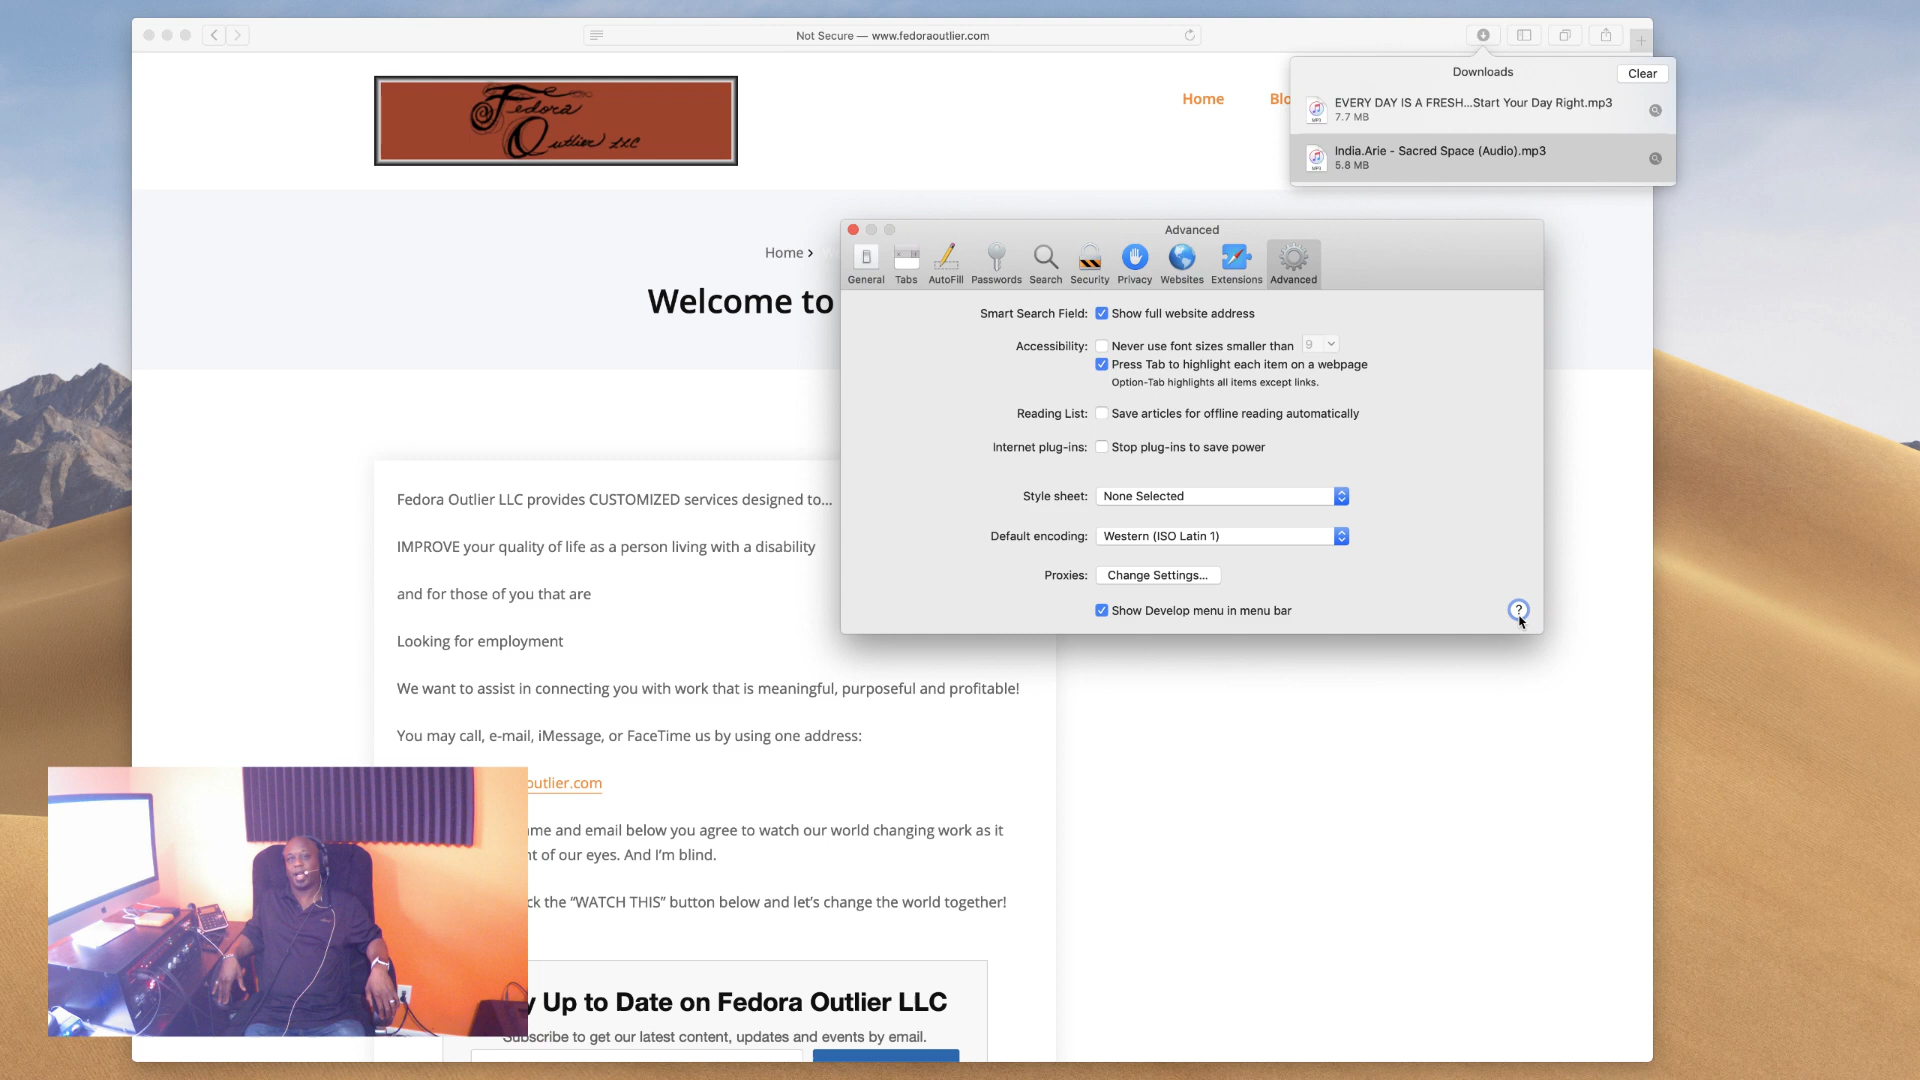 Not Secure — www.fedoraoutlier.com
Downloads
Clear
EVERY DAY IS A FRESH...Start Your Day Right.mp3
7.7 MB
India.Arie - Sacred Space (Audio).mp3
5.8 MB
Fedora
Outlier LLC
Home
Home >
Welcome to
Advanced
General
Tabs
AutoFill
Passwords
Search
Security
Privacy
Websites
Extensions
Advanced
Smart Search Field: Show full website address
Accessibility: Never use font sizes smaller than 9
Press Tab to highlight each item on a webpage
Option-Tab highlights all items except links.
Reading List: Save articles for offline reading automatically
Internet plug-ins: Stop plug-ins to save power
Style sheet: None Selected
Default encoding: Western (ISO Latin 1)
Proxies: Change Settings...
Show Develop menu in menu bar
?
Fedora Outlier LLC provides CUSTOMIZED services designed to...
IMPROVE your quality of life as a person living with a disability
and for those of you that are
Looking for employment
We want to assist in connecting you with work that is meaningful, purposeful and profitable!
You may call, e-mail, iMessage, or FaceTime us by using one address:
outlier.com
and email below you agree to watch our world changing work as it
of our eyes. And I'm blind.
the "WATCH THIS" button below and let's change the world together!
Up to Date on Fedora Outlier LLC
Subscribe to get our latest content, updates and events by email.